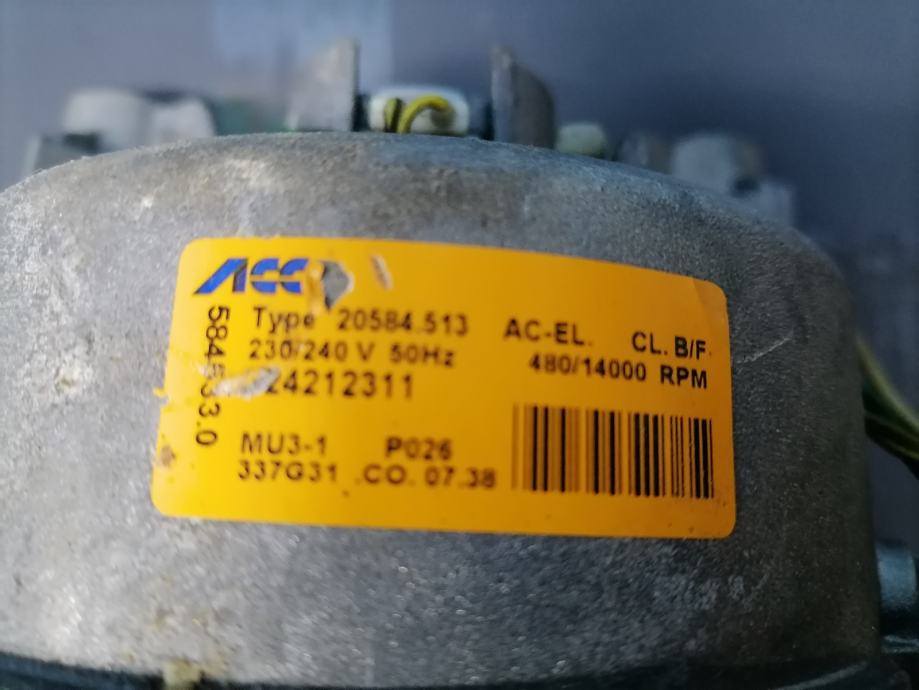 ACC
Type 20584.513 AC-EL. CL. B/F.
230/240 V 50Hz 480/14000 RPM
24212311
MU3-1 P026
337G31 .CO. 07.38